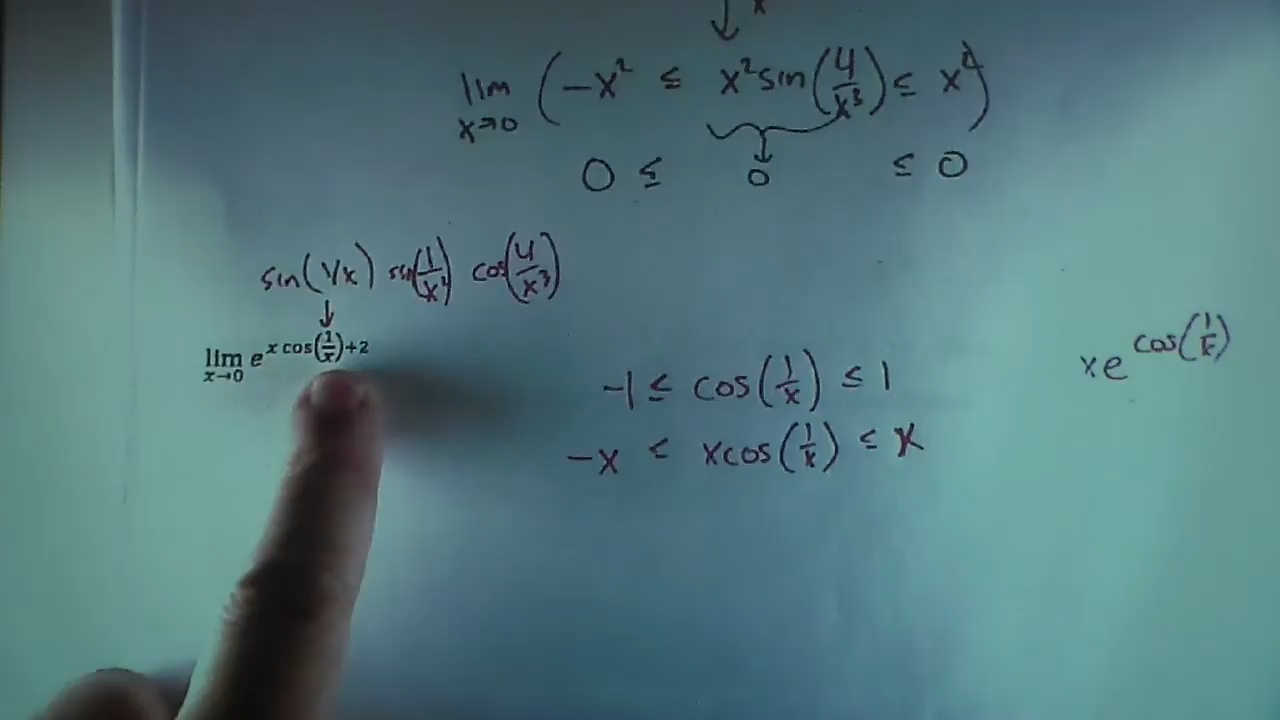 x
lim x→0 (-x² ≤ x²sin(4/x³) ≤ x²)
0 ≤ 0 ≤ 0
sin(1/x) sin(1/x²) cos(4/x³)
lim x→0 e^(x cos(1/x)+2)
-1 ≤ cos(1/x) ≤ 1
xe^cos(1/x)
-x ≤ xcos(1/x) ≤ x